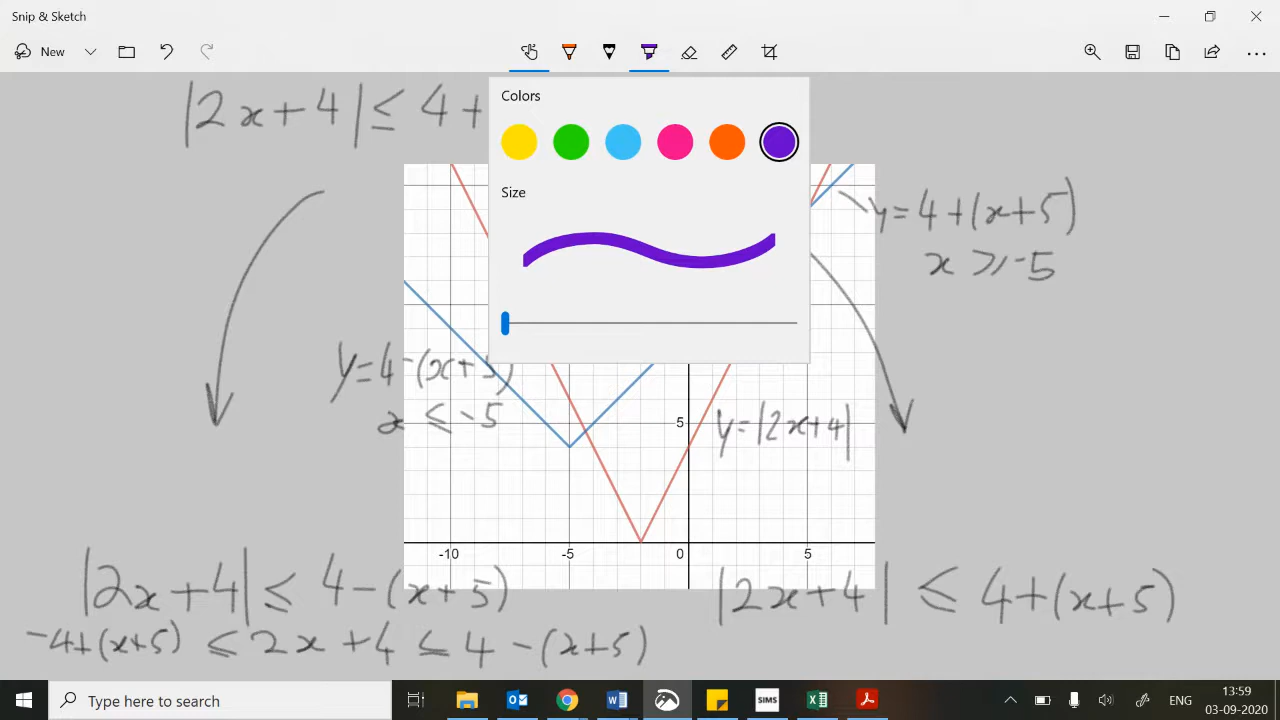 Snip & Sketch
New
|2x+4| ≤ 4+
Colors
Size
y=4+(x+5)
x ≥ -5
y=4-(x+5)
x ≤ -5
5
y=|2x+4|
-10 -5 0 5
|2x+4| ≤ 4-(x+5)
|2x+4| ≤ 4+(x+5)
-4+(x+5) ≤ 2x+4 ≤ 4-(x+5)
Type here to search
SIMS
ENG
13:59
03-09-2020